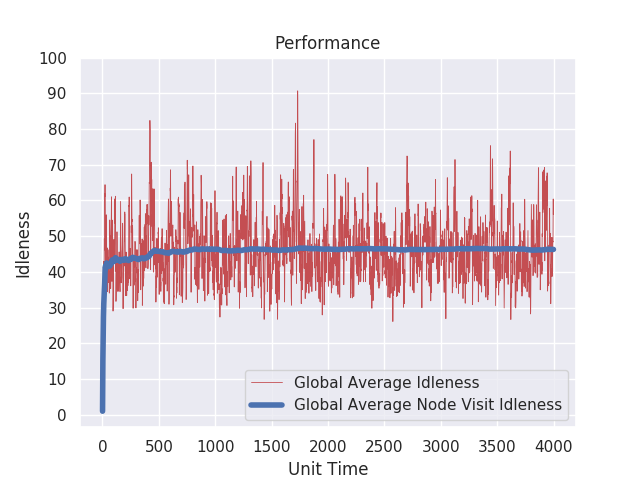 Performance
100
90
80
70
60
50
40
30
20
10
0
Idleness
Global Average Idleness
Global Average Node Visit Idleness
0 500 1000 1500 2000 2500 3000 3500 4000
Unit Time